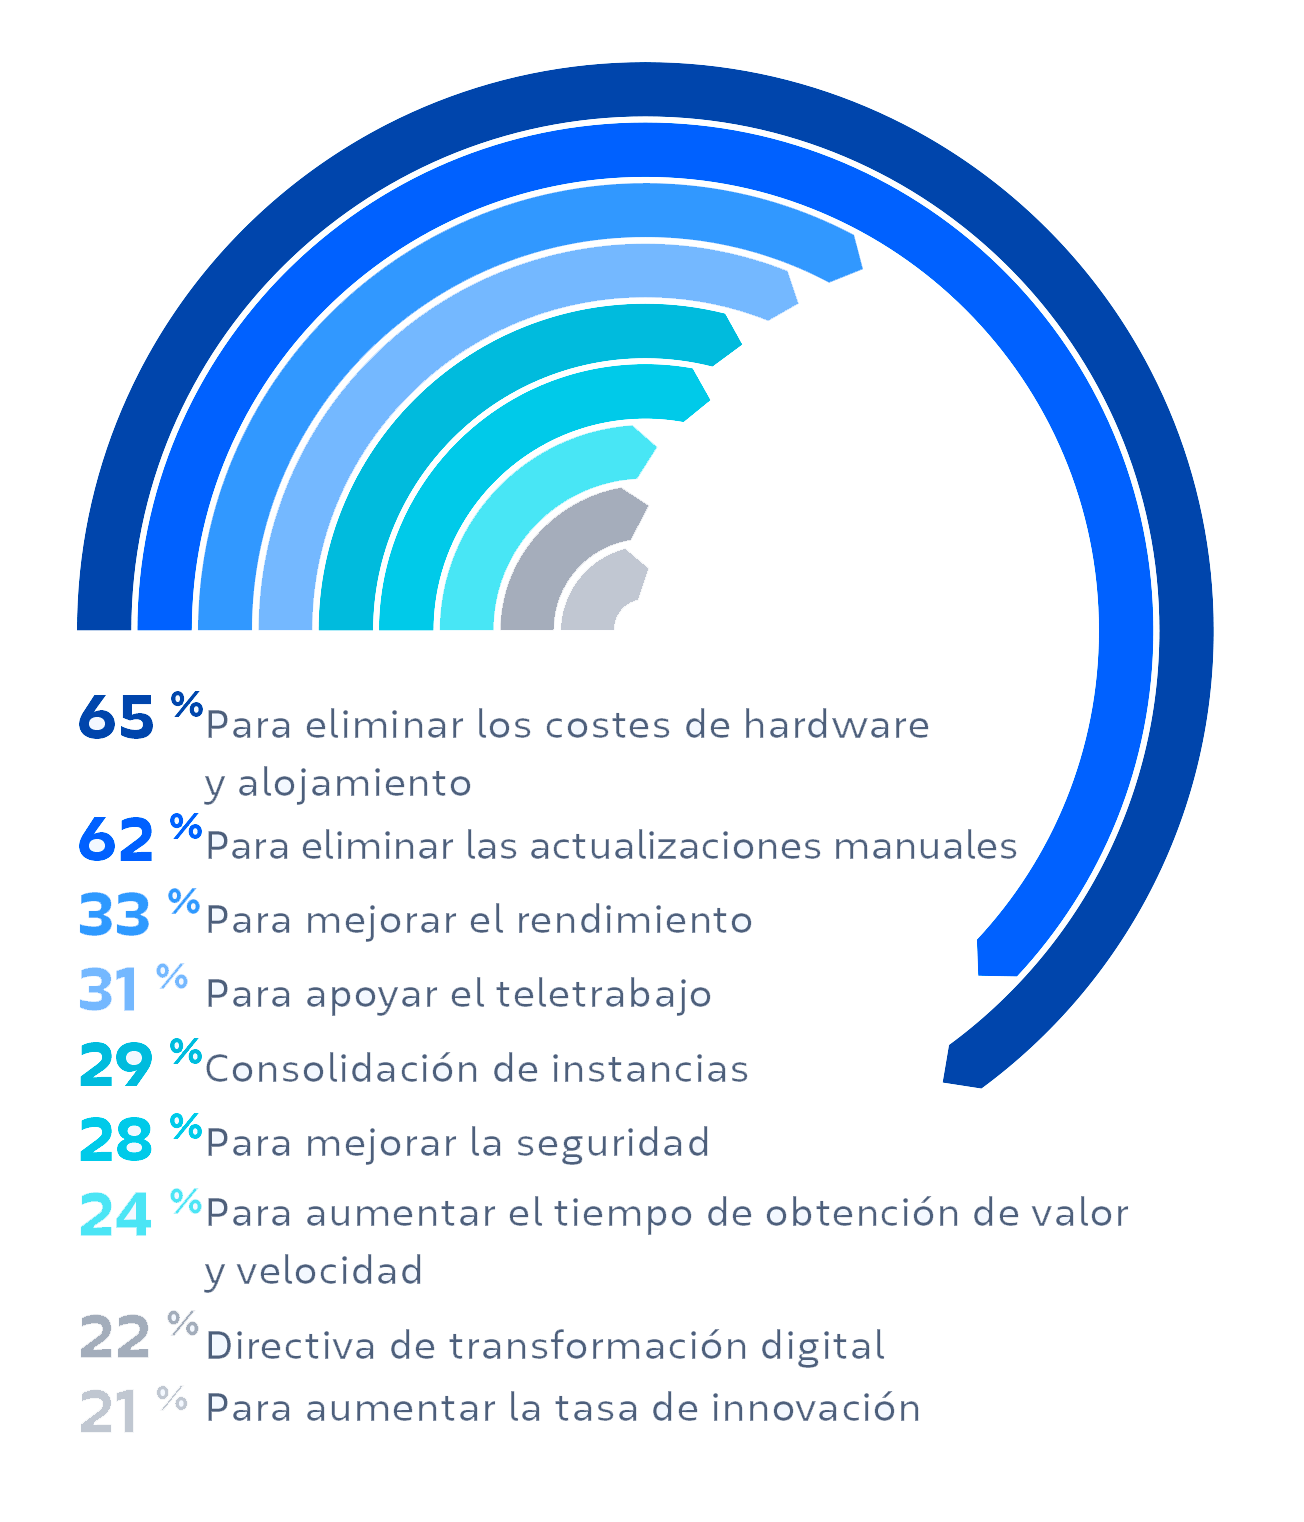 65 % Para eliminar los costes de hardware
y alojamiento
62 % Para eliminar las actualizaciones manuales
33 % Para mejorar el rendimiento
31 % Para apoyar el teletrabajo
29 % Consolidación de instancias
28 % Para mejorar la seguridad
24 % Para aumentar el tiempo de obtención de valor
y velocidad
22 % Directiva de transformación digital
21 % Para aumentar la tasa de innovación